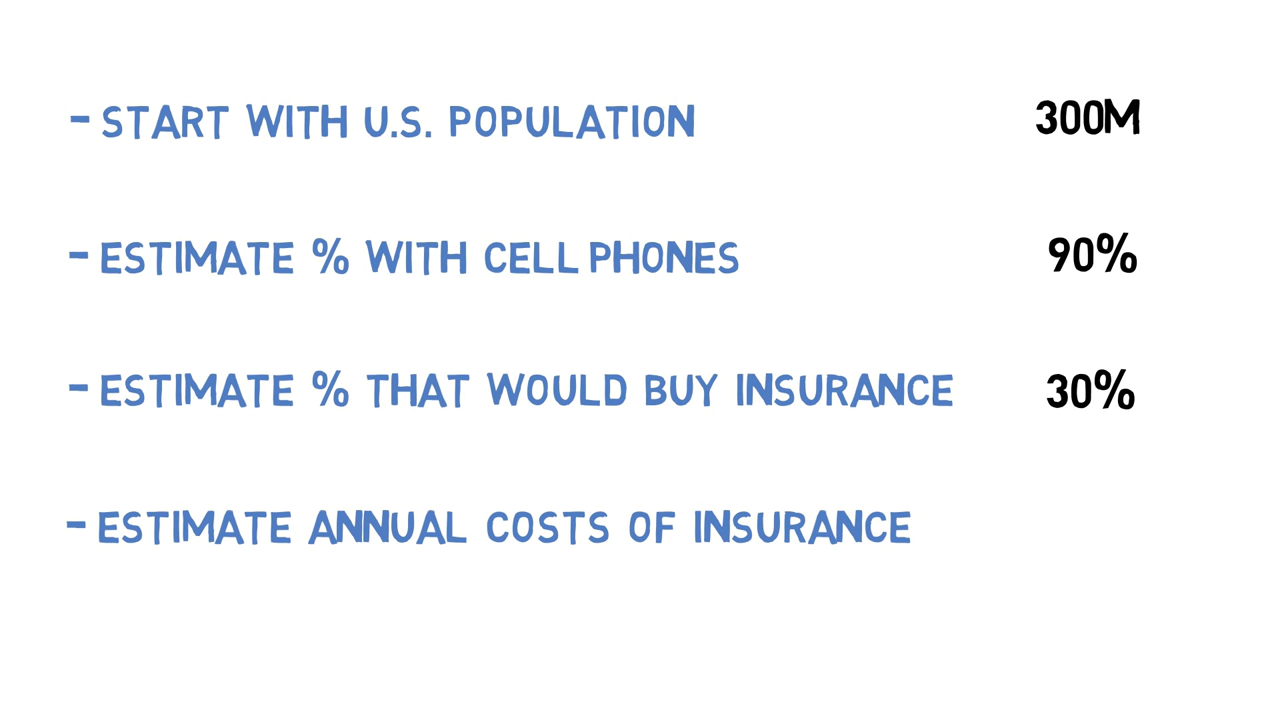 - START WITH U.S. POPULATION 300M
- ESTIMATE % WITH CELL PHONES 90%
- ESTIMATE % THAT WOULD BUY INSURANCE 30%
- ESTIMATE ANNUAL COSTS OF INSURANCE